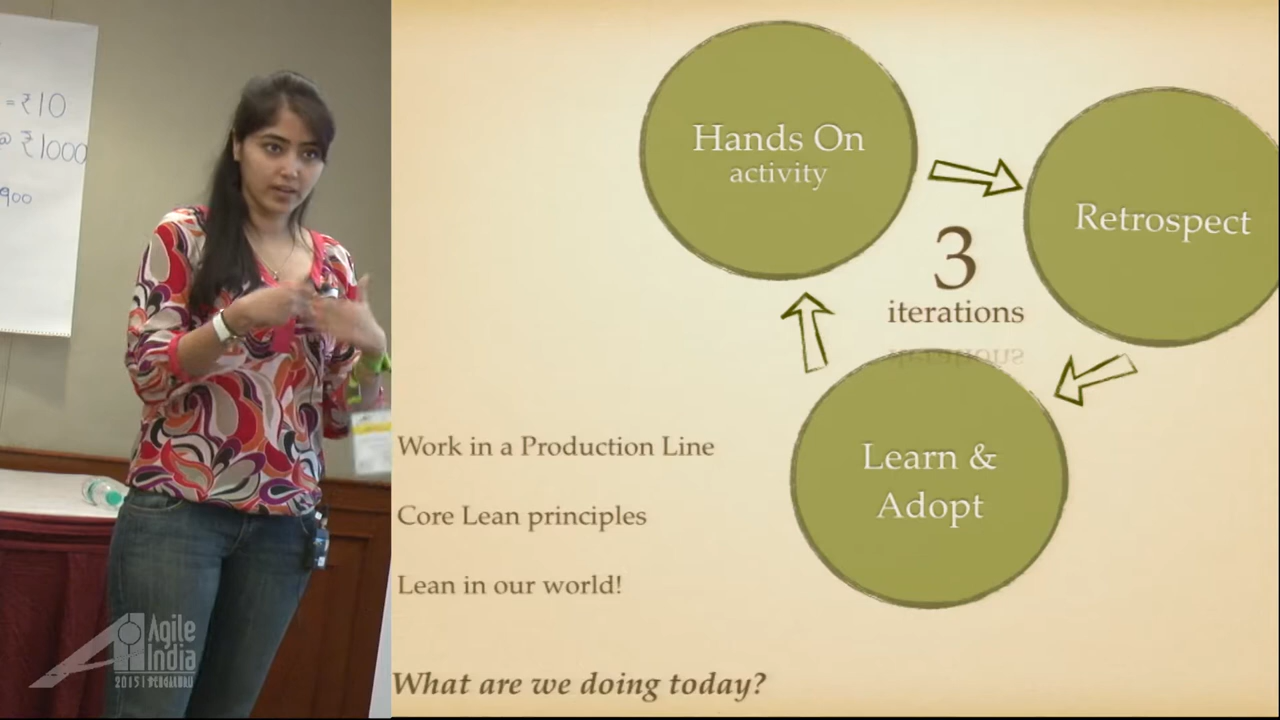 = ₹10
@ ₹1000
900
Hands On
activity
Retrospect
3
iterations
Learn &
Adopt
Work in a Production Line
Core Lean principles
Lean in our world!
What are we doing today?
Agile
India
2015 | BENGALURU